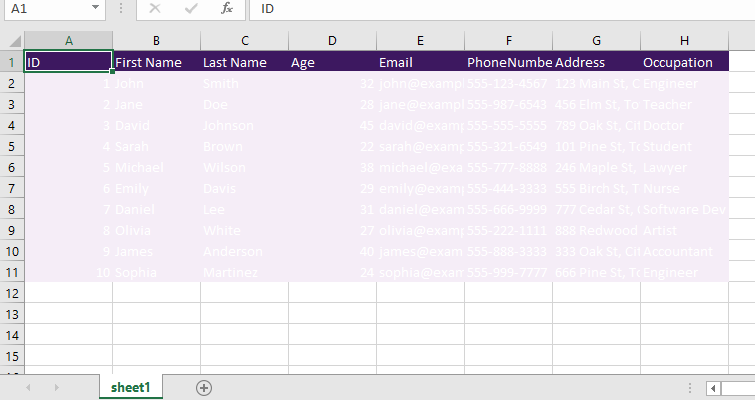 A1 fx ID
A B C D E F G H
1 ID First Name Last Name Age Email PhoneNumbe Address Occupation
2 1 John Smith 32 john@examp 555-123-4567 123 Main St, C Engineer
3 2 Jane Doe 28 jane@exampl 555-987-6543 456 Elm St, To Teacher
4 3 David Johnson 45 david@examp 555-555-5555 789 Oak St, Cit Doctor
5 4 Sarah Brown 22 sarah@examp 555-321-6549 101 Pine St, To Student
6 5 Michael Wilson 38 michael@exa 555-777-8888 246 Maple St, Lawyer
7 6 Emily Davis 29 emily@examp 555-444-3333 555 Birch St, T Nurse
8 7 Daniel Lee 31 daniel@exam 555-666-9999 777 Cedar St, Software Dev
9 8 Olivia White 27 olivia@examp 555-222-1111 888 Redwood Artist
10 9 James Anderson 40 james@exam 555-888-3333 333 Oak St, Cit Accountant
11 10 Sophia Martinez 24 sophia@exam 555-999-7777 666 Pine St, To Engineer
12
13
14
15
sheet1